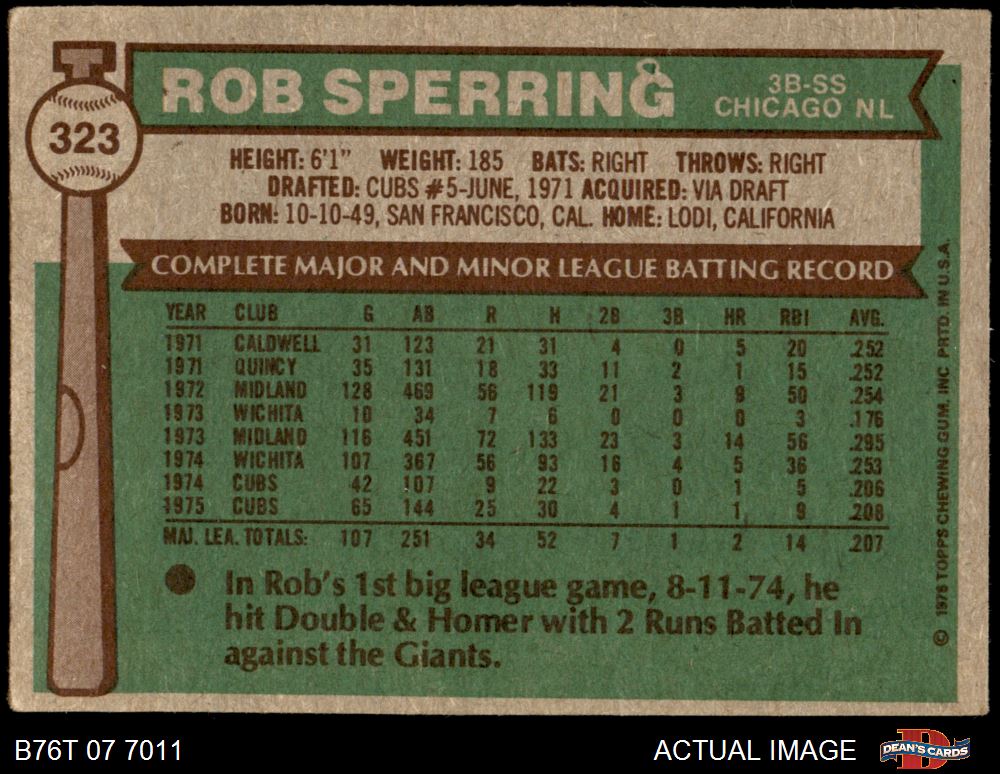 ROB SPERRING
3B-SS
CHICAGO NL
323
HEIGHT: 6'1" WEIGHT: 185 BATS: RIGHT THROWS: RIGHT
DRAFTED: CUBS #5-JUNE, 1971 ACQUIRED: VIA DRAFT
BORN: 10-10-49, SAN FRANCISCO, CAL. HOME: LODI, CALIFORNIA
COMPLETE MAJOR AND MINOR LEAGUE BATTING RECORD
YEAR CLUB G AB R H 2B 3B HR RBI AVG.
1971 CALDWELL 31 123 21 31 4 0 5 20 .252
1971 QUINCY 35 131 18 33 11 2 1 15 .252
1972 MIDLAND 128 469 56 119 21 3 9 50 .254
1973 WICHITA 10 34 7 6 0 0 0 3 .176
1973 MIDLAND 116 451 72 133 23 3 14 56 .295
1974 WICHITA 107 367 56 93 16 4 5 36 .253
1974 CUBS 42 107 9 22 3 0 1 5 .206
1975 CUBS 65 144 25 30 4 1 1 9 .208
MAJ. LEA. TOTALS: 107 251 34 52 7 1 2 14 .207
In Rob's 1st big league game, 8-11-74, he
hit Double & Homer with 2 Runs Batted In
against the Giants.
© 1976 TOPPS CHEWING GUM, INC PRTD. IN U.S.A.
B76T 07 7011
ACTUAL IMAGE
DEAN'S CARDS